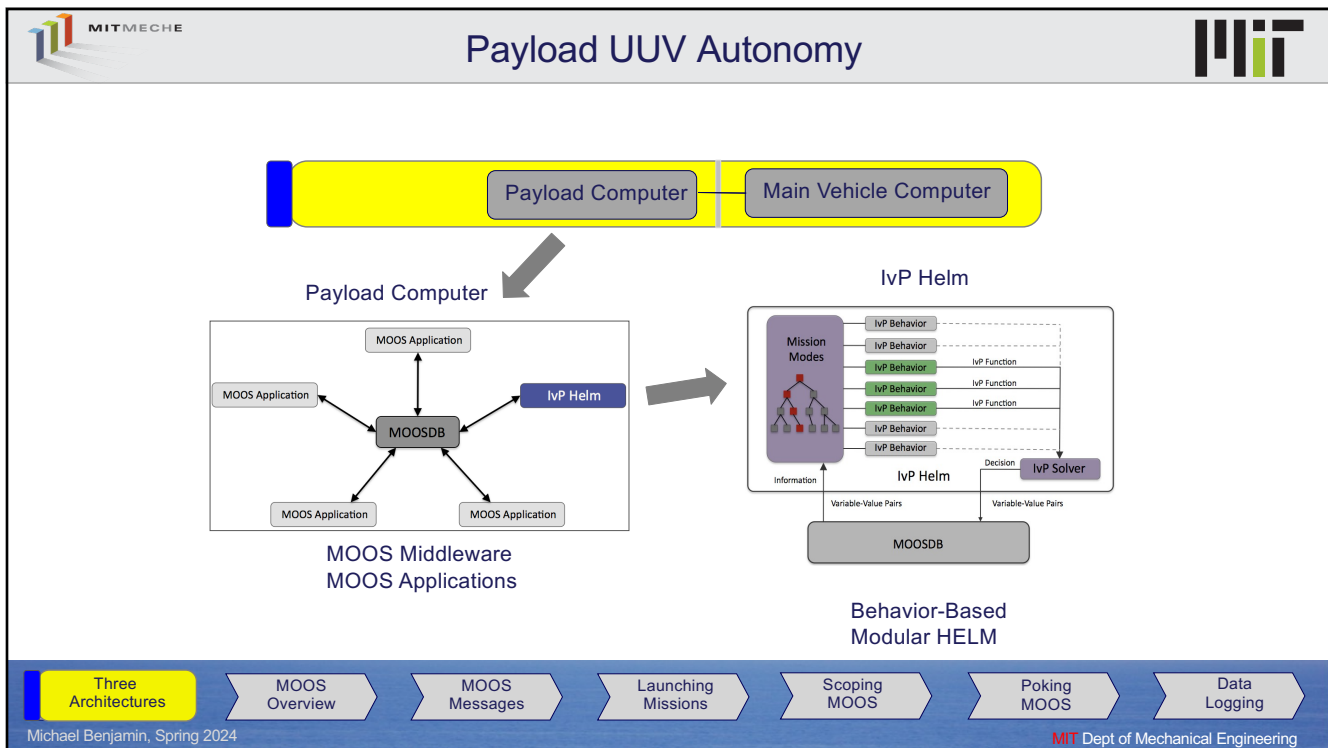 MITMECHE
Payload UUV Autonomy
MIT
Payload Computer
Main Vehicle Computer
Payload Computer
MOOS Application
MOOS Application
IvP Helm
MOOSDB
MOOS Application
MOOS Application
MOOS Middleware
MOOS Applications
IvP Helm
Mission
Modes
IvP Behavior
IvP Behavior
IvP Behavior
IvP Function
IvP Behavior
IvP Function
IvP Behavior
IvP Function
IvP Behavior
IvP Behavior
Information
IvP Helm
Decision
IvP Solver
Variable-Value Pairs
Variable-Value Pairs
MOOSDB
Behavior-Based
Modular HELM
Three
Architectures
MOOS
Overview
MOOS
Messages
Launching
Missions
Scoping
MOOS
Poking
MOOS
Data
Logging
Michael Benjamin, Spring 2024
MIT Dept of Mechanical Engineering